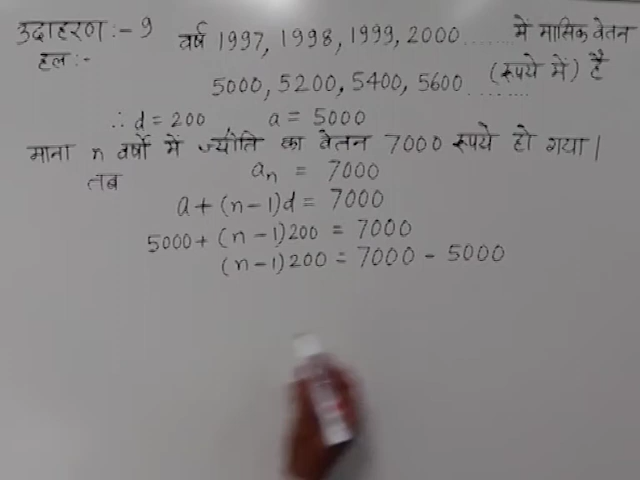 उदाहरण :- 9 वर्ष 1997, 1998, 1999, 2000 ....... में मासिक वेतन
हल :- 5000, 5200, 5400, 5600 ........ (रूपये में) है
∴ d = 200 a = 5000
माना n वर्षो में ज्योति का वेतन 7000 रूपये हो गया |
तब aₙ = 7000
a + (n - 1)d = 7000
5000 + (n - 1)200 = 7000
(n - 1)200 = 7000 - 5000